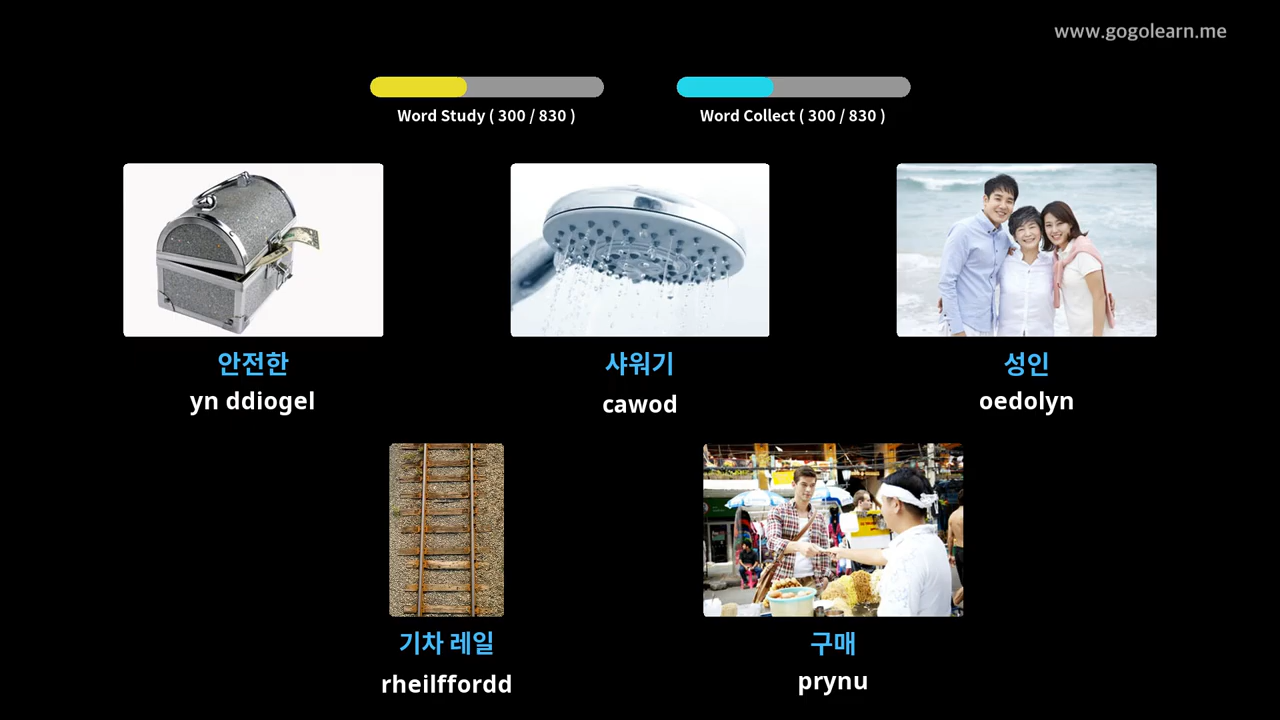 www.gogolearn.me
Word Study ( 300 / 830 )
Word Collect ( 300 / 830 )
안전한
yn ddiogel
샤워기
cawod
성인
oedolyn
기차 레일
rheilffordd
구매
prynu